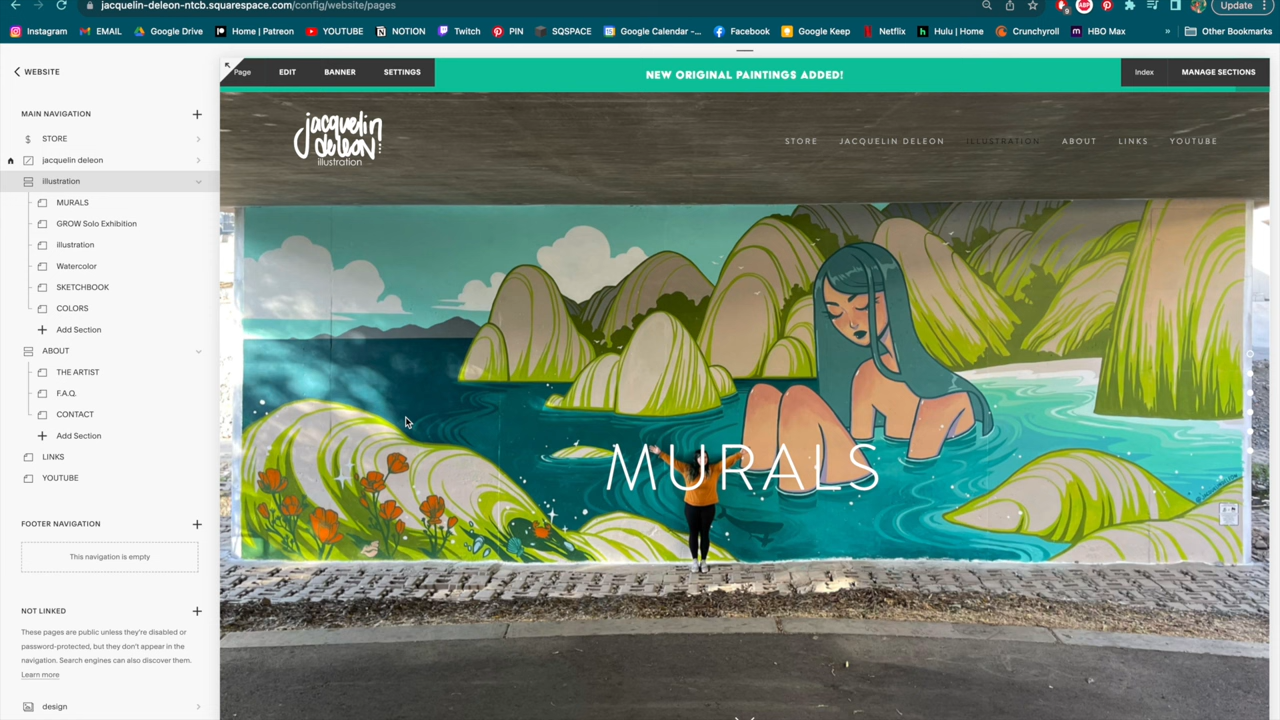 jacquelin-deleon-ntcb.squarespace.com/config/website/pages
Update
Instagram
EMAIL
Google Drive
Home | Patreon
YOUTUBE
NOTION
Twitch
PIN
SQSPACE
Google Calendar -...
Facebook
Google Keep
Netflix
Hulu | Home
Crunchyroll
HBO Max
»
Other Bookmarks
WEBSITE
Page
EDIT
BANNER
SETTINGS
NEW ORIGINAL PAINTINGS ADDED!
Index
MANAGE SECTIONS
MAIN NAVIGATION
STORE
jacquelin deleon
illustration
MURALS
GROW Solo Exhibition
illustration
Watercolor
SKETCHBOOK
COLORS
Add Section
ABOUT
THE ARTIST
F.A.Q.
CONTACT
Add Section
LINKS
YOUTUBE
FOOTER NAVIGATION
This navigation is empty
NOT LINKED
These pages are public unless they're disabled or
password-protected, but they don't appear in the
navigation. Search engines can also discover them.
Learn more
design
jacquelin
deleon
illustration
STORE
JACQUELIN DELEON
ILLUSTRATION
ABOUT
LINKS
YOUTUBE
MURALS